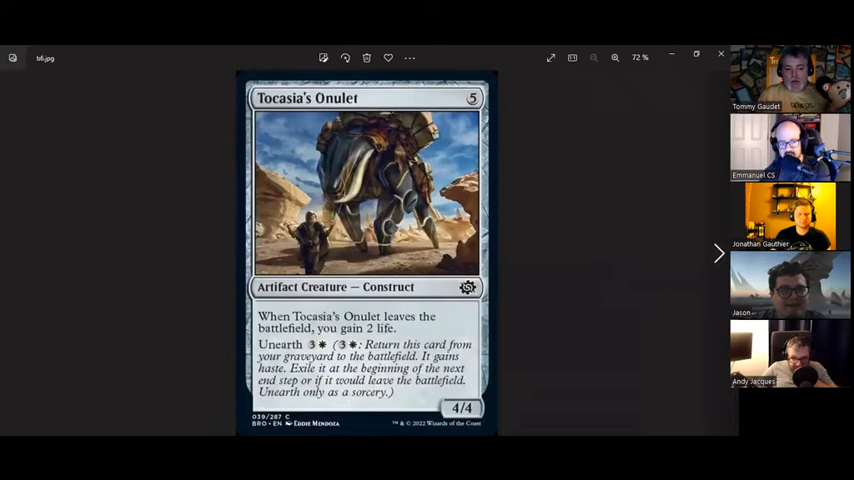 b6.jpg
72 %
Tocasia's Onulet
5
Artifact Creature — Construct
When Tocasia's Onulet leaves the
battlefield, you gain 2 life.
Unearth 3 (3 : Return this card from
your graveyard to the battlefield. It gains
haste. Exile it at the beginning of the next
end step or if it would leave the battlefield.
Unearth only as a sorcery.)
4/4
039/287 C
BRO • EN EDDIE MENDOZA
™ & © 2022 Wizards of the Coast
Tommy Gaudet
Emmanuel CS
Jonathan Gauthier
Jason
Andy Jacques